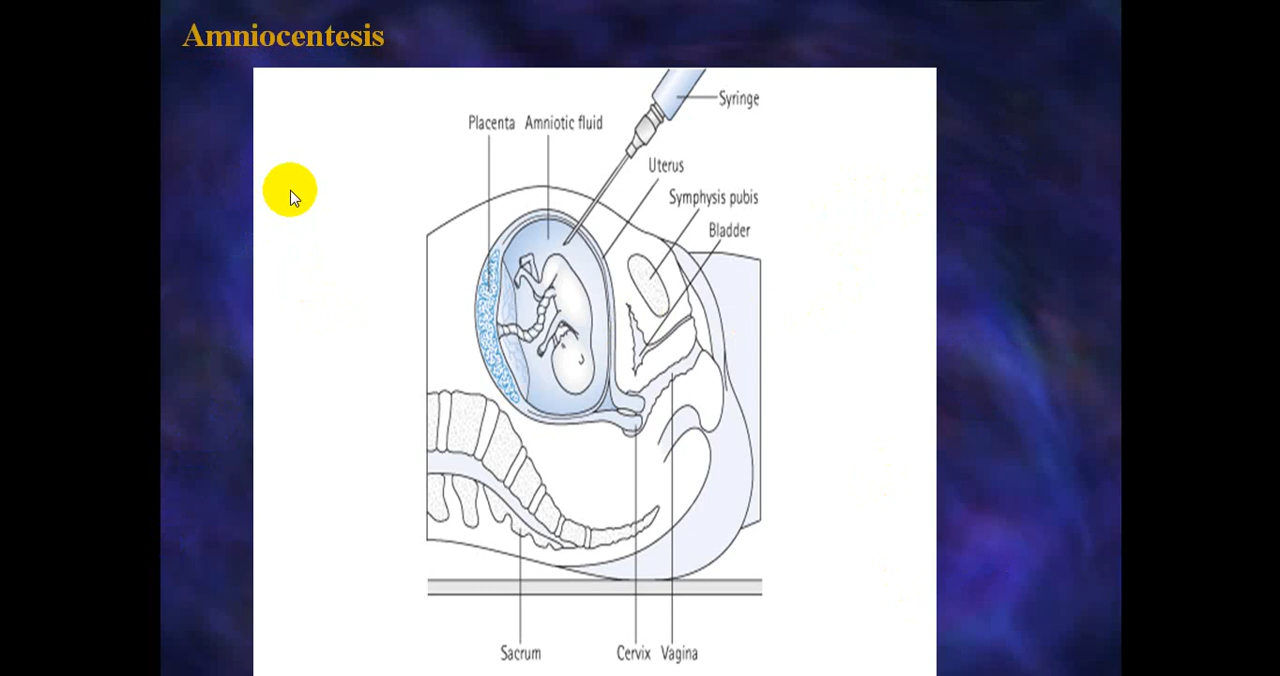 Amniocentesis
Syringe
Placenta Amniotic fluid
Uterus
Symphysis pubis
Bladder
Sacrum
Cervix Vagina